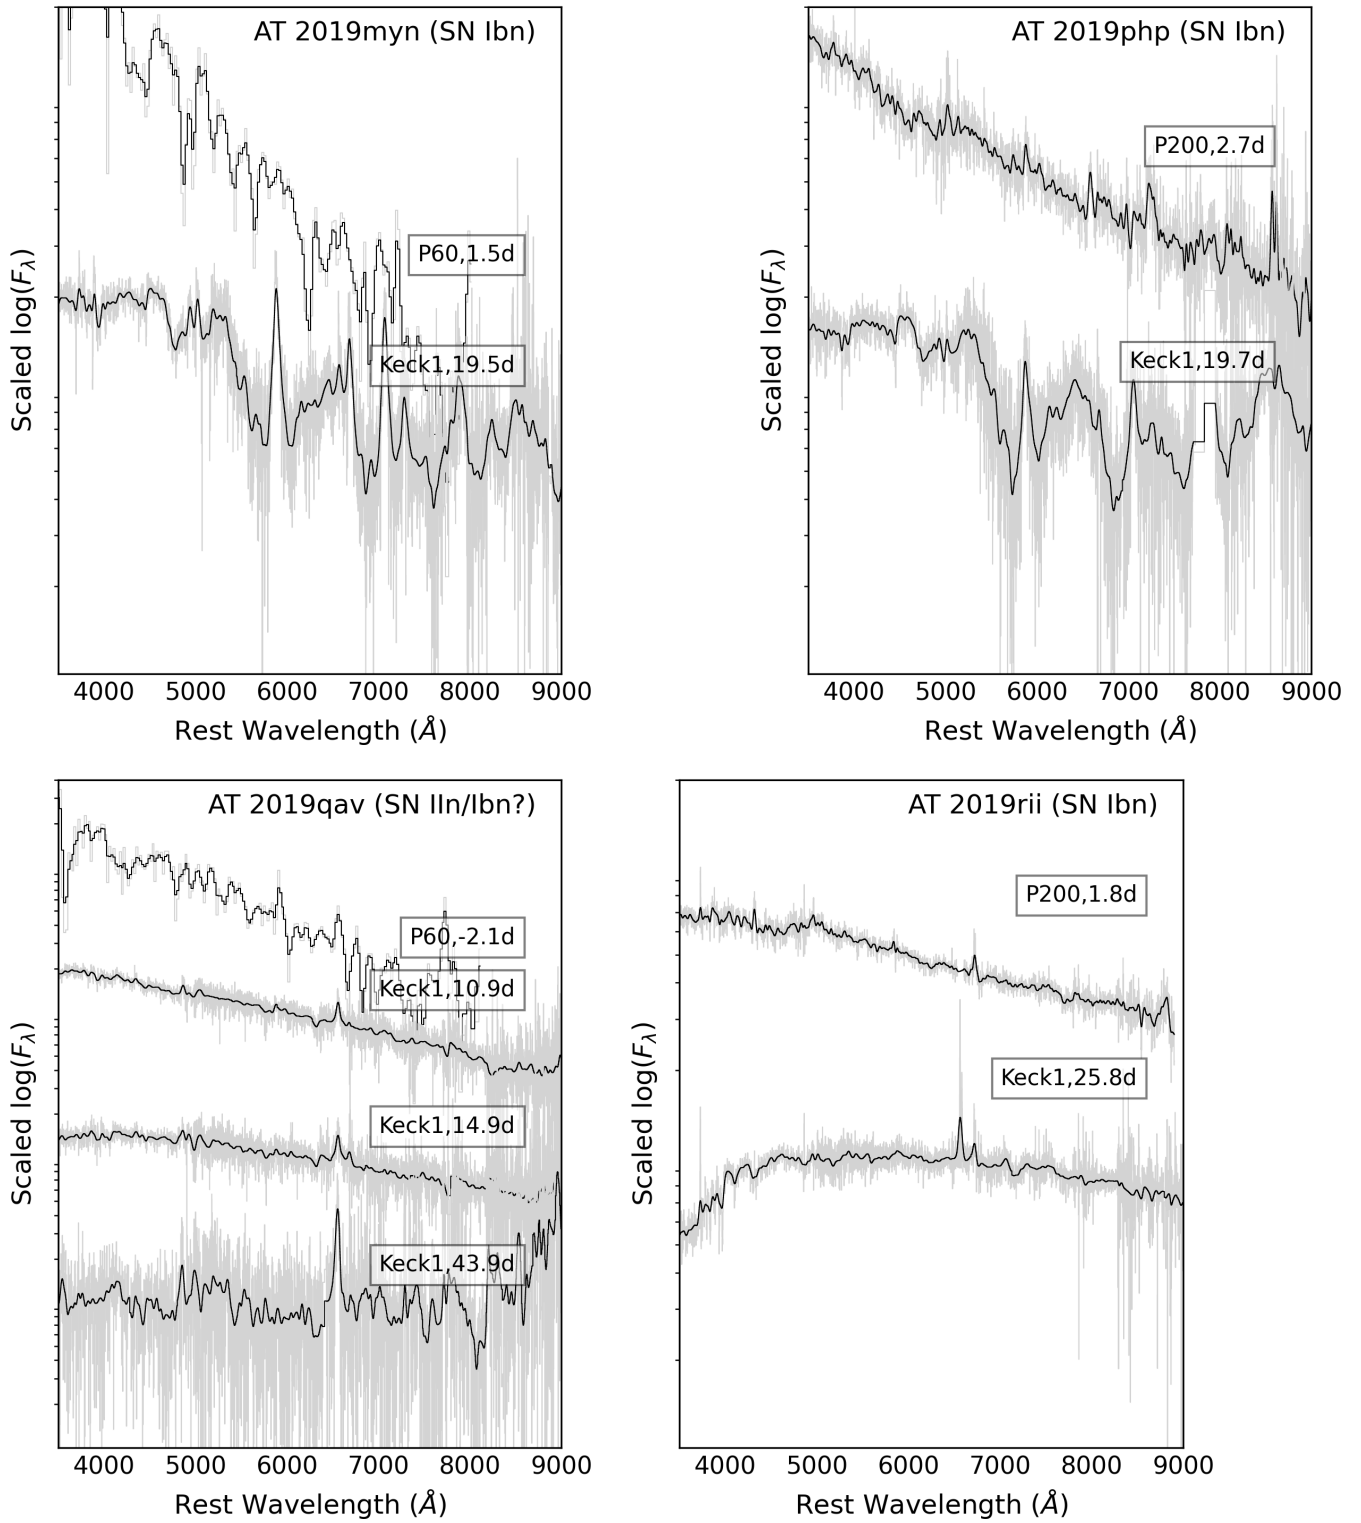 AT 2019myn (SN Ibn)
P60,1.5d
Keck1,19.5d
Scaled log(Fλ)
4000 5000 6000 7000 8000 9000
Rest Wavelength (Å)
AT 2019php (SN Ibn)
P200,2.7d
Keck1,19.7d
Scaled log(Fλ)
4000 5000 6000 7000 8000 9000
Rest Wavelength (Å)
AT 2019qav (SN IIn/Ibn?)
P60,-2.1d
Keck1,10.9d
Keck1,14.9d
Keck1,43.9d
Scaled log(Fλ)
4000 5000 6000 7000 8000 9000
Rest Wavelength (Å)
AT 2019rii (SN Ibn)
P200,1.8d
Keck1,25.8d
Scaled log(Fλ)
4000 5000 6000 7000 8000 9000
Rest Wavelength (Å)